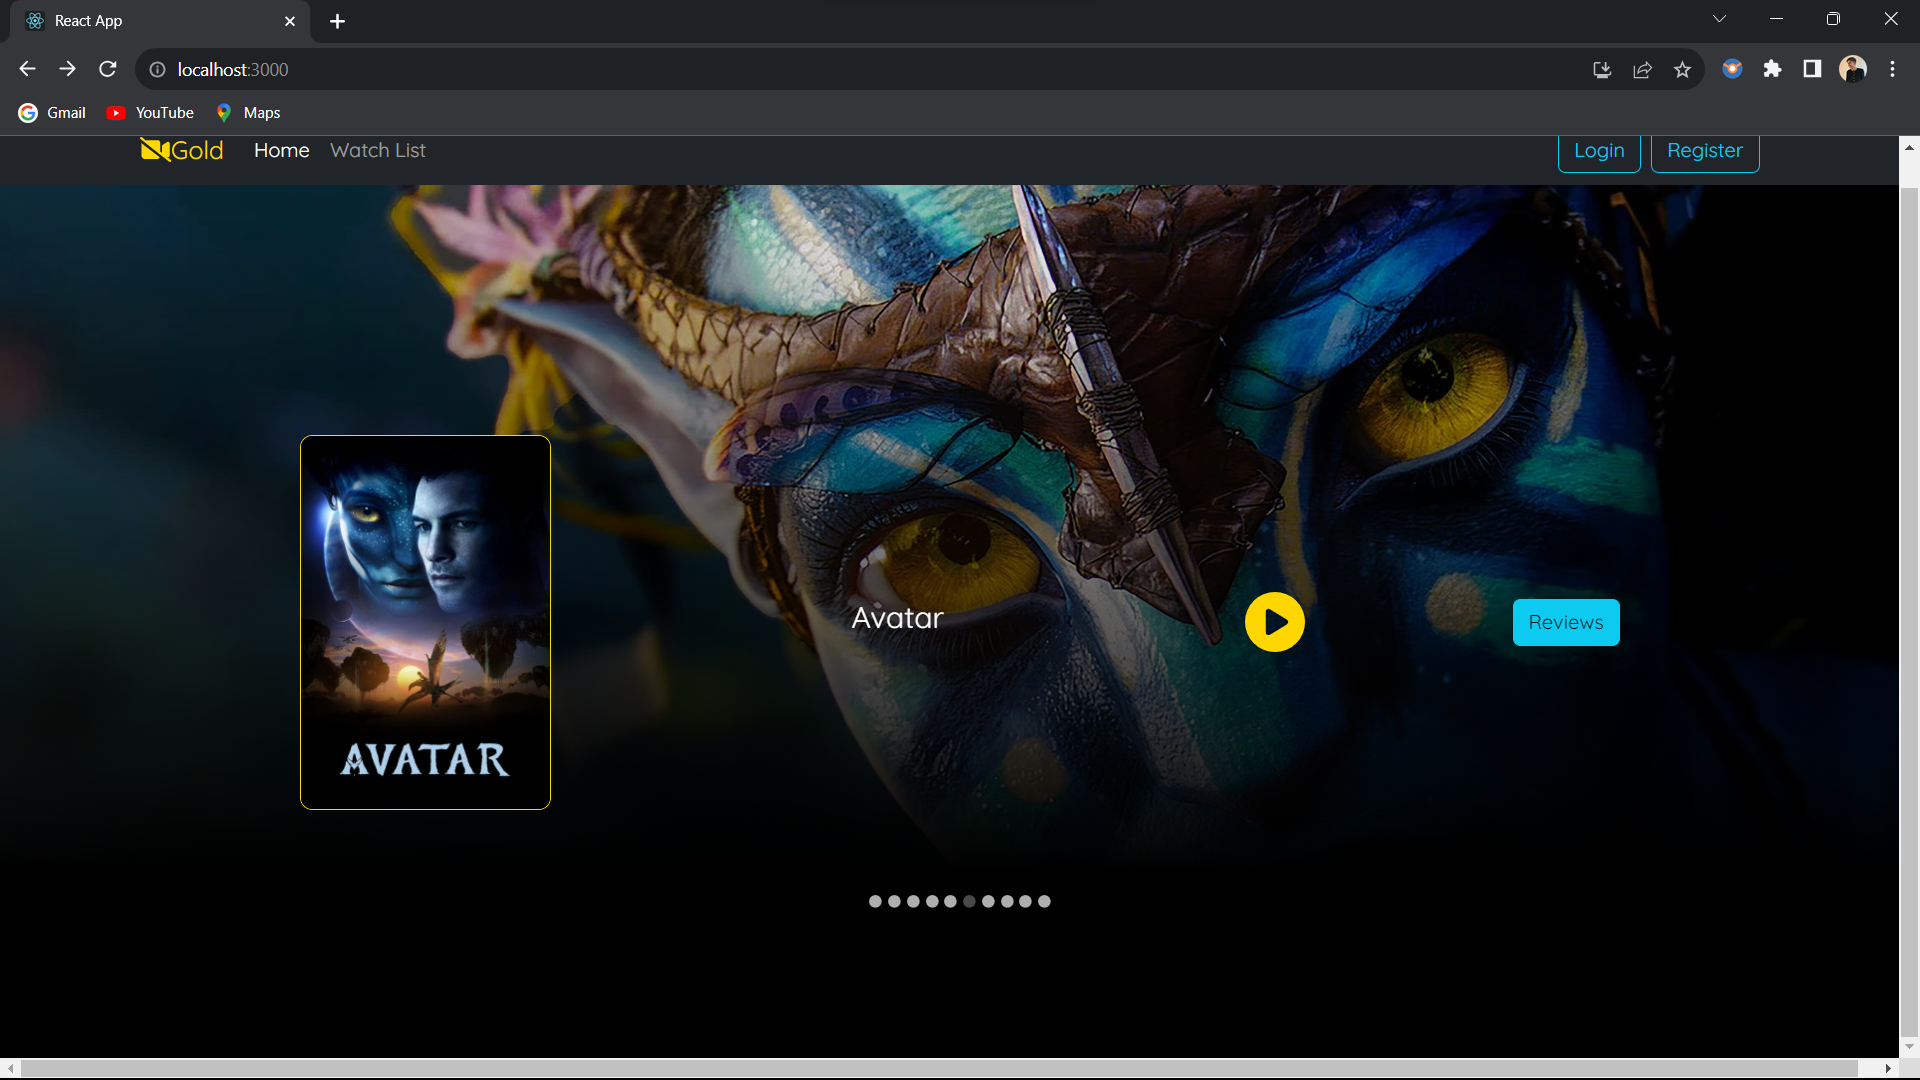 React App
localhost:3000
Gmail YouTube Maps
Gold Home Watch List Login Register
Avatar
Reviews
AVATAR